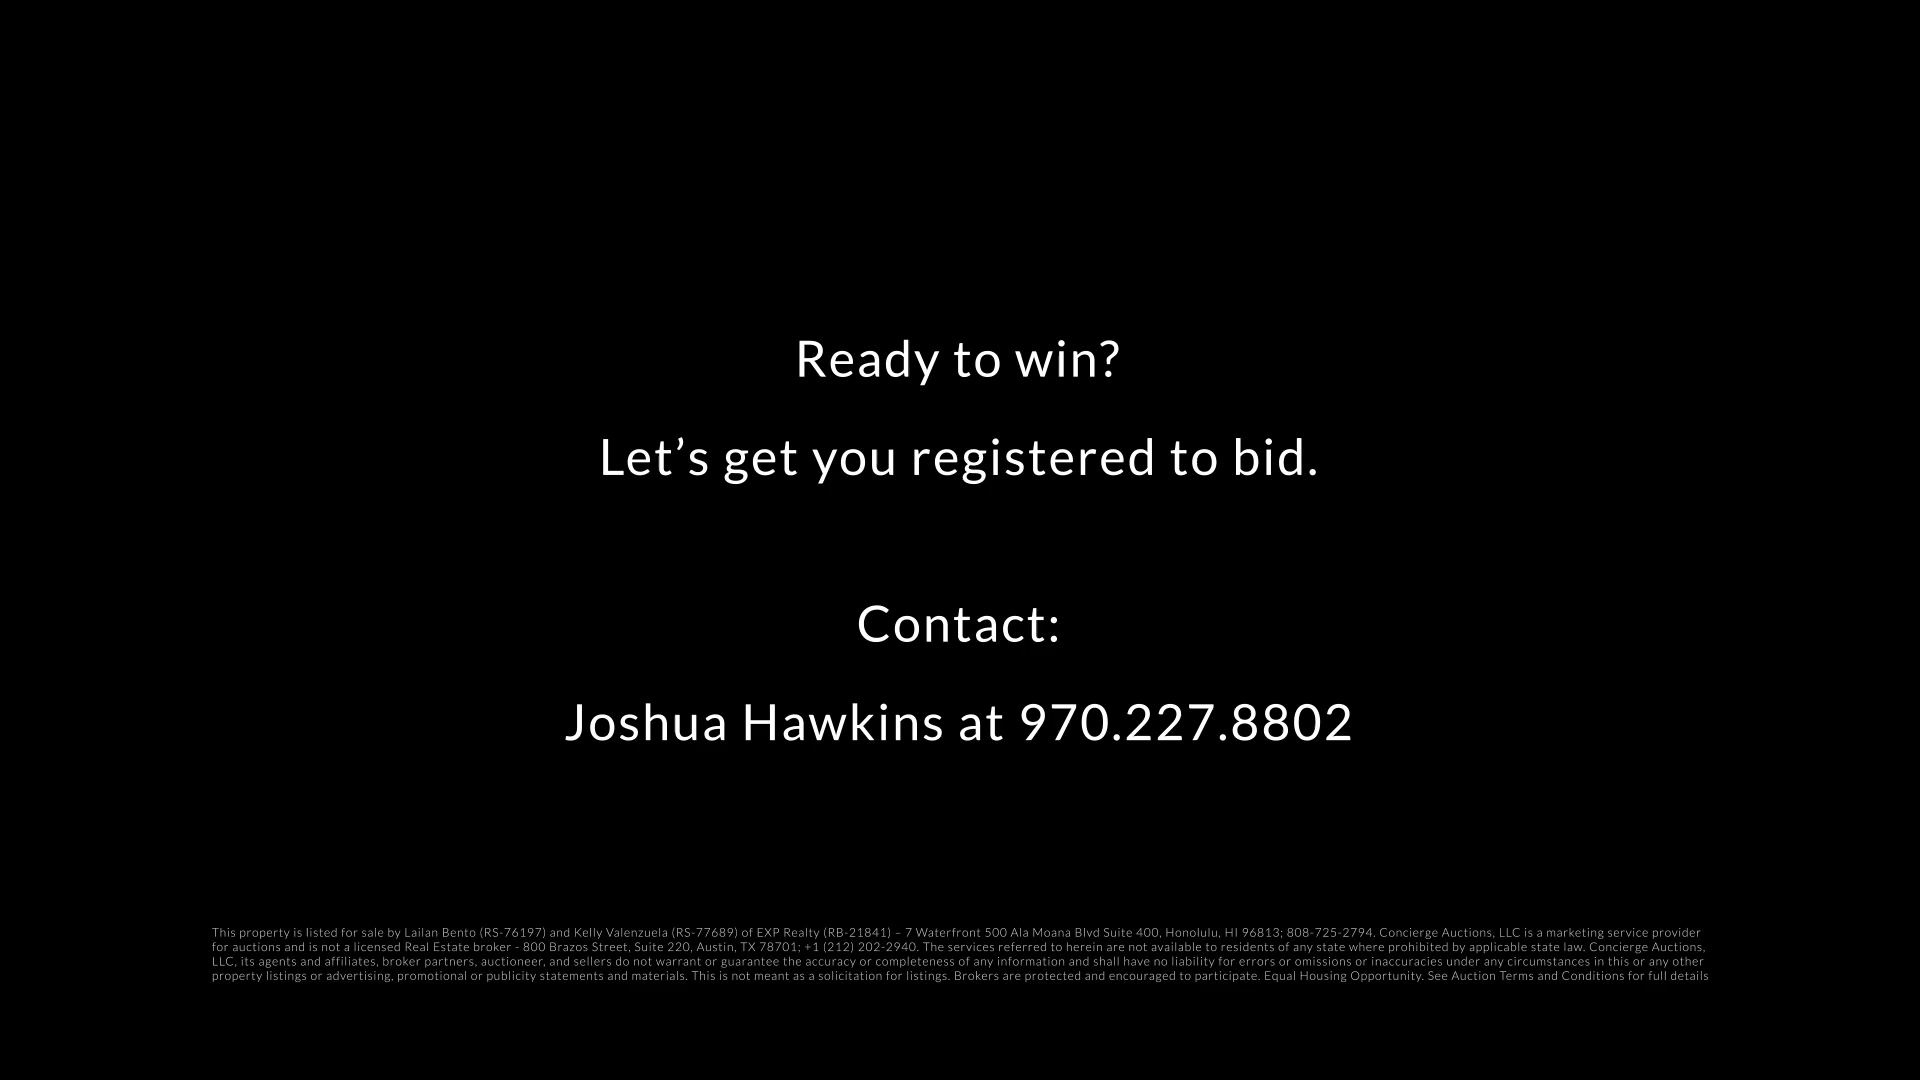 Ready to win?
Let’s get you registered to bid.
Contact:
Joshua Hawkins at 970.227.8802
This property is listed for sale by Lailan Bento (RS-76197) and Kelly Valenzuela (RS-77689) of EXP Realty (RB-21841) – 7 Waterfront 500 Ala Moana Blvd Suite 400, Honolulu, HI 96813; 808-725-2794. Concierge Auctions, LLC is a marketing service provider
for auctions and is not a licensed Real Estate broker - 800 Brazos Street, Suite 220, Austin, TX 78701; +1 (212) 202-2940. The services referred to herein are not available to residents of any state where prohibited by applicable state law. Concierge Auctions,
LLC, its agents and affiliates, broker partners, auctioneer, and sellers do not warrant or guarantee the accuracy or completeness of any information and shall have no liability for errors or omissions or inaccuracies under any circumstances in this or any other
property listings or advertising, promotional or publicity statements and materials. This is not meant as a solicitation for listings. Brokers are protected and encouraged to participate. Equal Housing Opportunity. See Auction Terms and Conditions for full details